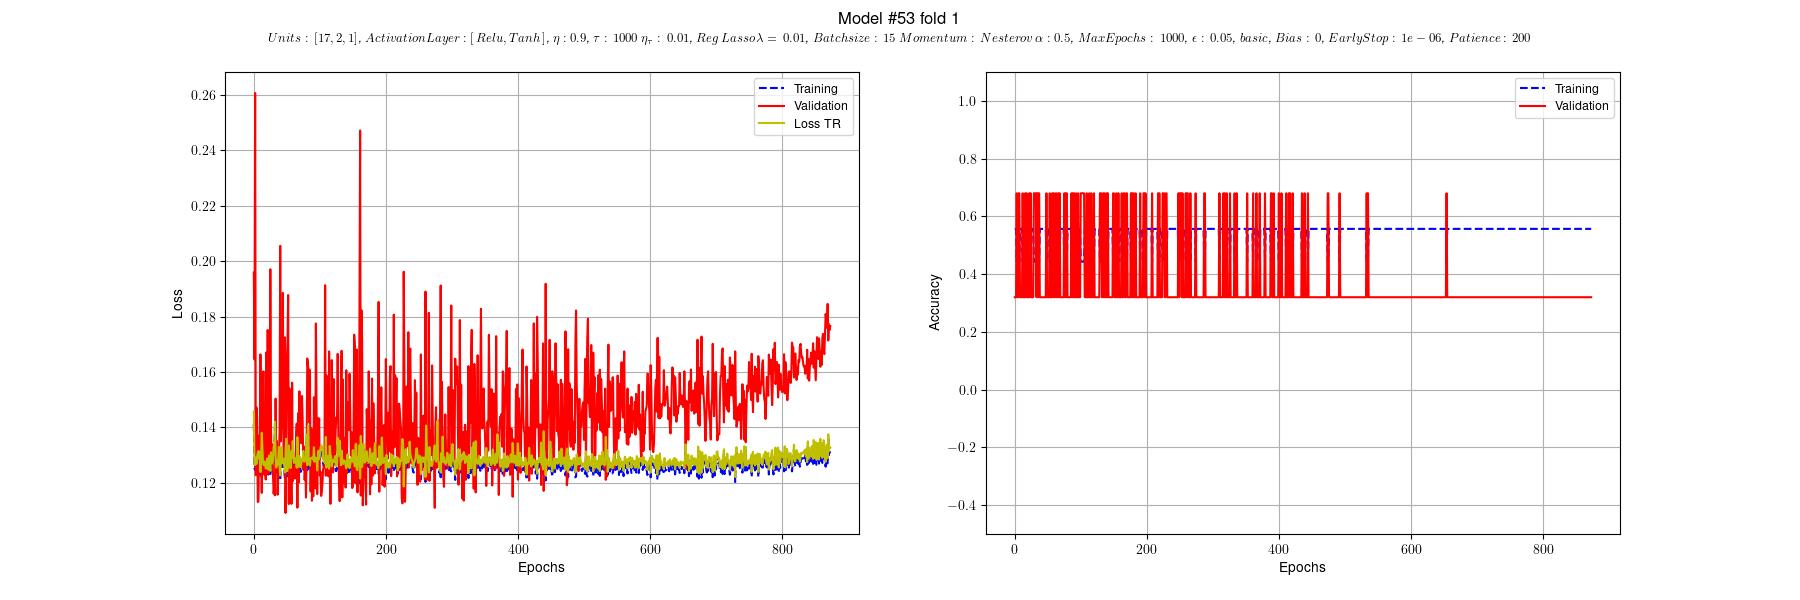 Model #53 fold 1
Units : [17, 2, 1], ActivationLayer : [ Relu, Tanh], η : 0.9, τ : 1000 η_τ : 0.01, Reg Lasso λ = 0.01, Batchsize : 15 Momentum : Nesterov α : 0.5, MaxEpochs : 1000, ϵ : 0.05, basic, Bias : 0, EarlyStop : 1e − 06, Patience : 200
Training
Validation
Loss TR
0.26
0.24
0.22
0.20
0.18
0.16
0.14
0.12
Loss
0 200 400 600 800
Epochs
Training
Validation
1.0
0.8
0.6
0.4
0.2
0.0
−0.2
−0.4
Accuracy
0 200 400 600 800
Epochs